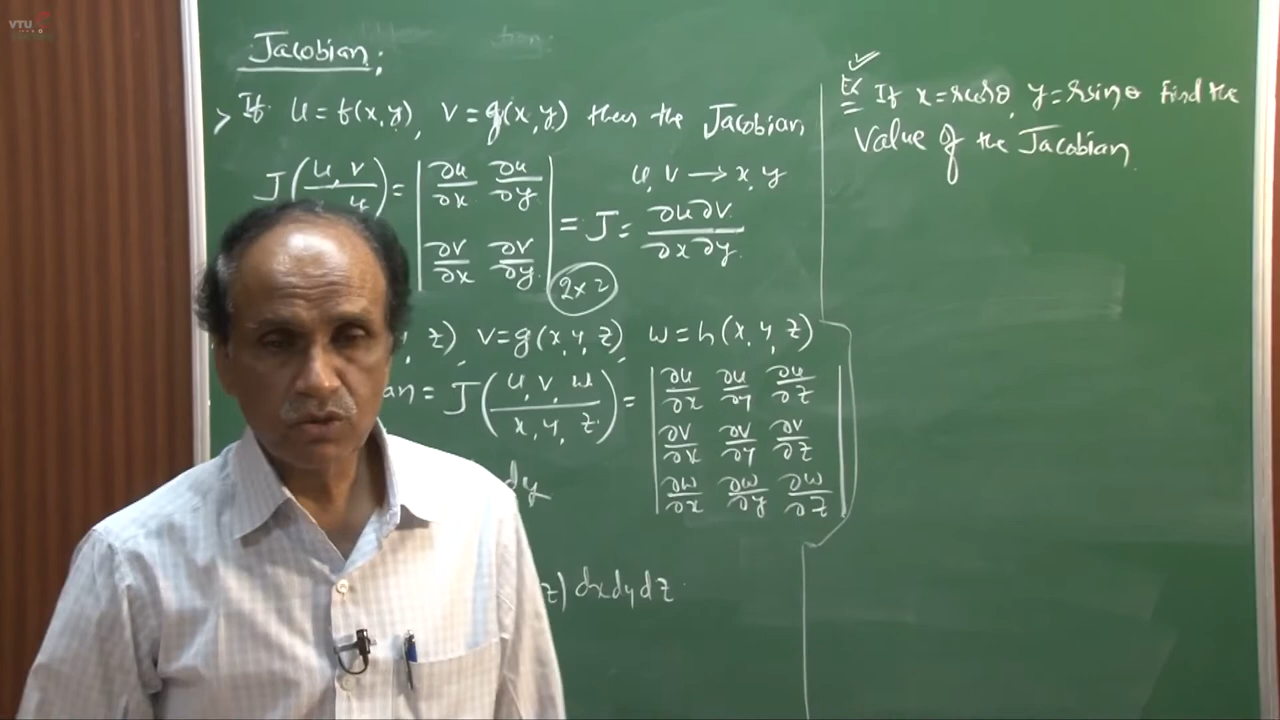 VTU
Jacobian:
> If u = f(x, y), v = g(x, y) then the Jacobian
J(u, v / y) = | ∂u/∂x ∂u/∂y | = J = ∂u∂v / ∂x∂y
u, v → x, y
| ∂v/∂x ∂v/∂y |
2×2
, z), v = g(x, y, z), w = h(x, y, z)
an = J(u, v, w / x, y, z) = | ∂u/∂x ∂u/∂y ∂u/∂z |
| ∂v/∂x ∂v/∂y ∂v/∂z |
| ∂w/∂x ∂w/∂y ∂w/∂z |
dy
z) dxdydz
Ex If x = r cos θ, y = r sin θ Find the
Value of the Jacobian